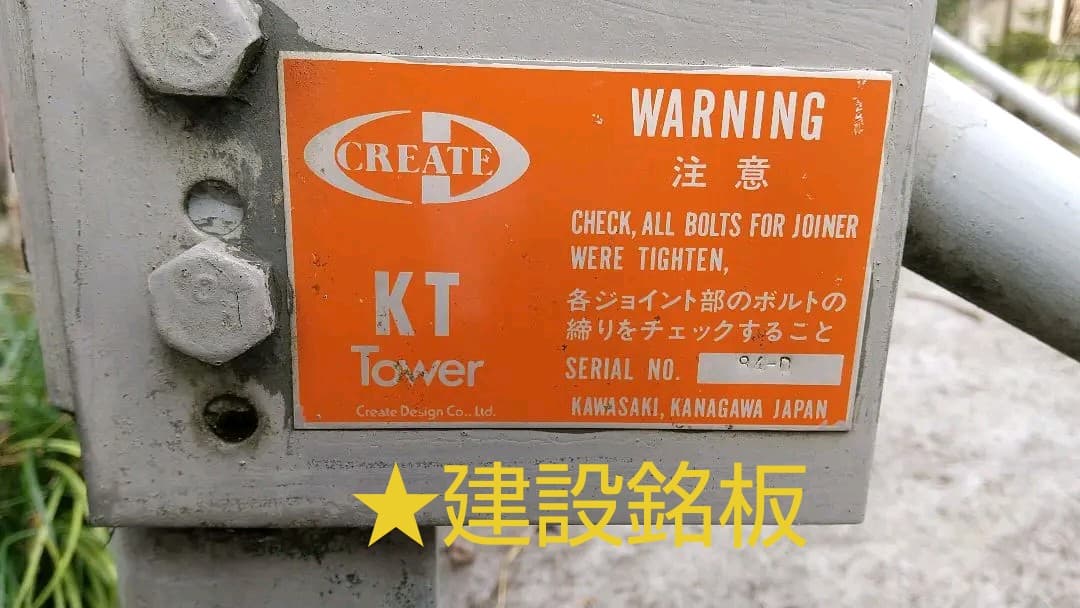 CREATE
KT
Tower
Create Design Co., Ltd.
WARNING
注意
CHECK, ALL BOLTS FOR JOINER
WERE TIGHTEN,
各ジョイント部のボルトの
締りをチェックすること
SERIAL NO.
KAWASAKI, KANAGAWA JAPAN
★建設銘板